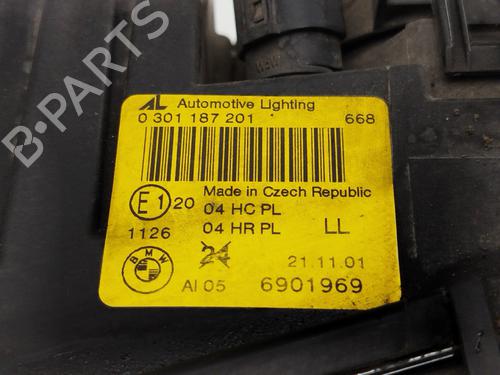 AL Automotive Lighting
0 301 187 201 668
Made in Czech Republic
E1 20 04 HC PL
1126 04 HR PL LL
BMW 24 21.11.01
Al 05 6901969
B-PARTS